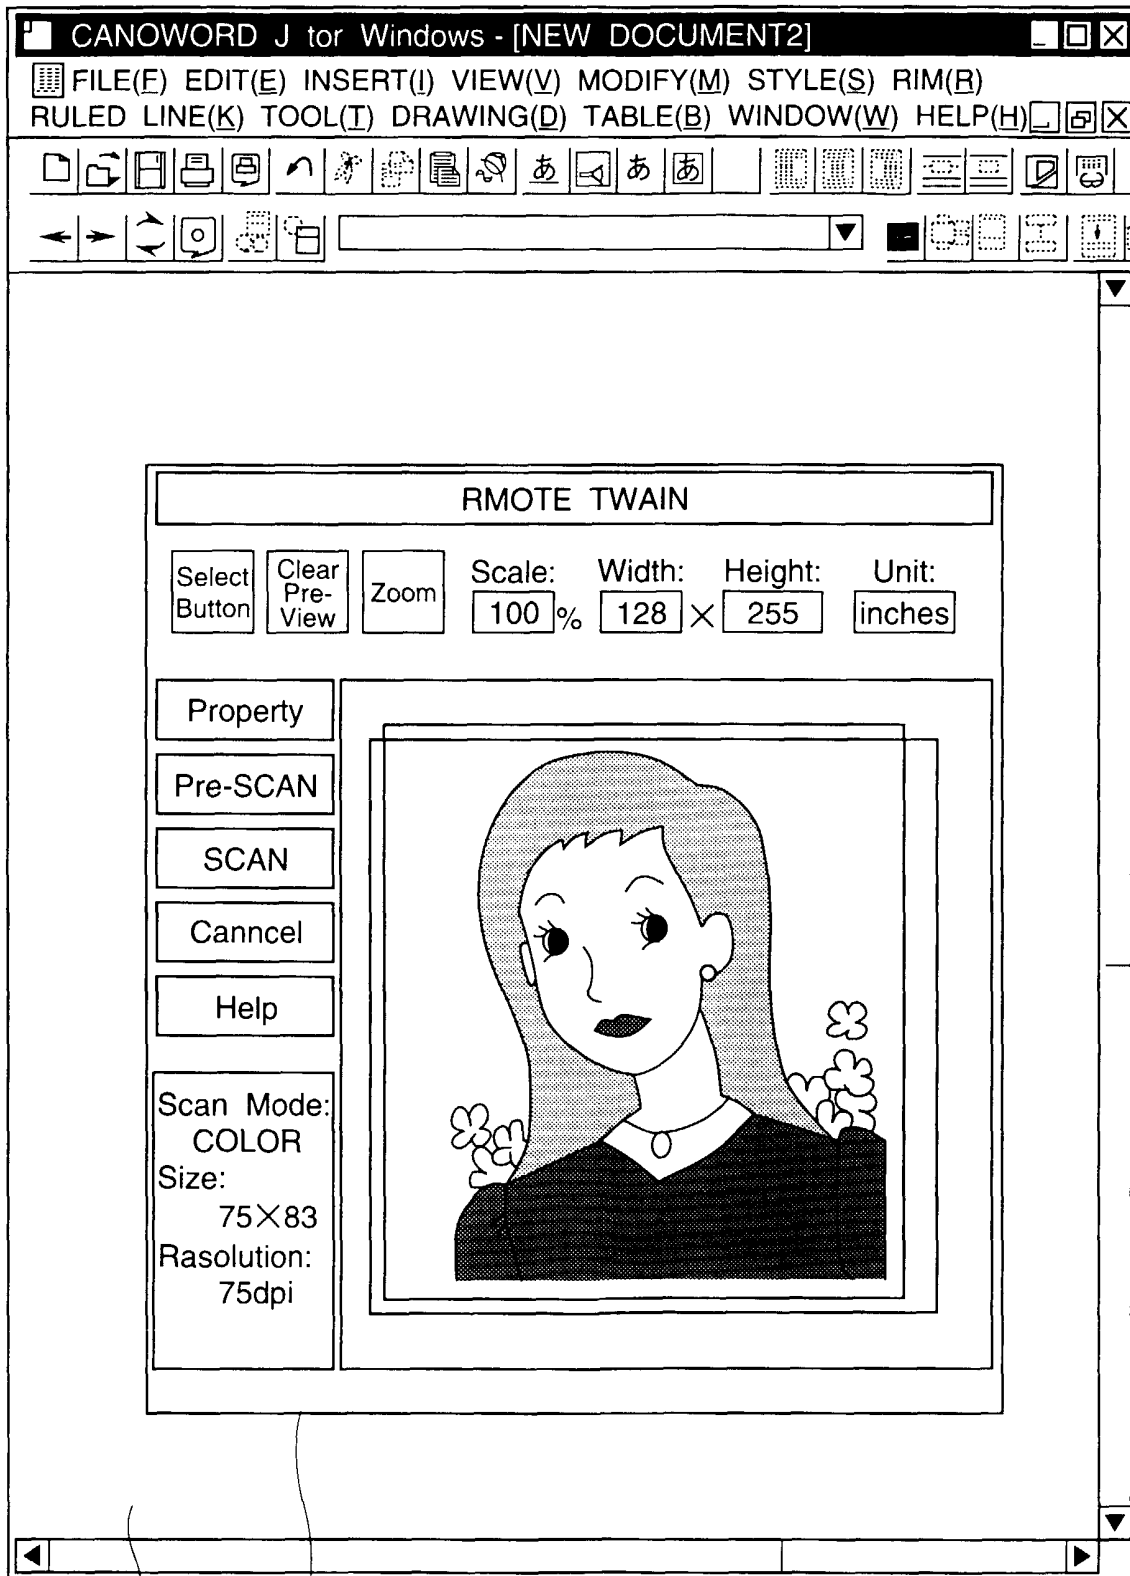 CANOWORD J tor Windows - [NEW DOCUMENT2]
FILE(F) EDIT(E) INSERT(I) VIEW(V) MODIFY(M) STYLE(S) RIM(R)
RULED LINE(K) TOOL(T) DRAWING(D) TABLE(B) WINDOW(W) HELP(H)
あ あ あ
RMOTE TWAIN
Select
Button
Clear
Pre-
View
Zoom
Scale:
100 %
Width:
128 ×
Height:
255
Unit:
inches
Property
Pre-SCAN
SCAN
Canncel
Help
Scan Mode:
COLOR
Size:
75×83
Rasolution:
75dpi